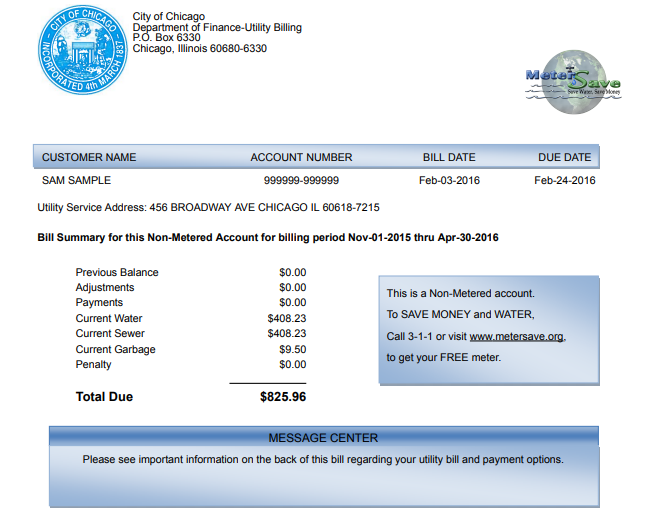 CITY OF CHICAGO
INCORPORATED 4th MARCH 1837
City of Chicago
Department of Finance-Utility Billing
P.O. Box 6330
Chicago, Illinois 60680-6330
Meter Save
Save Water. Save Money
CUSTOMER NAME ACCOUNT NUMBER BILL DATE DUE DATE
SAM SAMPLE 999999-999999 Feb-03-2016 Feb-24-2016
Utility Service Address: 456 BROADWAY AVE CHICAGO IL 60618-7215
Bill Summary for this Non-Metered Account for billing period Nov-01-2015 thru Apr-30-2016
Previous Balance $0.00
Adjustments $0.00
Payments $0.00
Current Water $408.23
Current Sewer $408.23
Current Garbage $9.50
Penalty $0.00
Total Due $825.96
This is a Non-Metered account.
To SAVE MONEY and WATER,
Call 3-1-1 or visit www.metersave.org,
to get your FREE meter.
MESSAGE CENTER
Please see important information on the back of this bill regarding your utility bill and payment options.